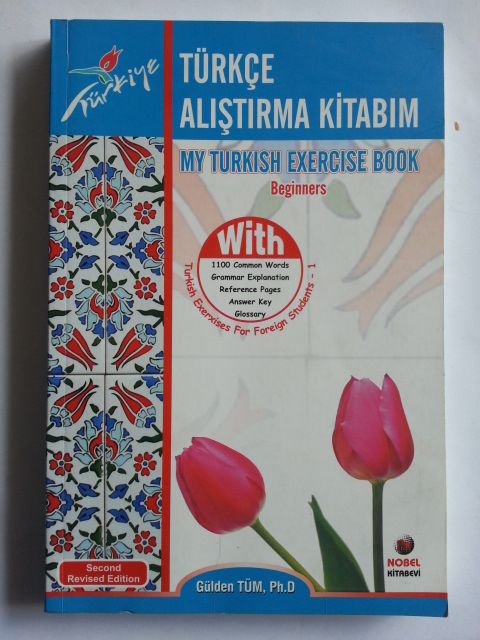 Türkiye
TÜRKÇE
ALIŞTIRMA KİTABIM
MY TURKISH EXERCISE BOOK
Beginners
With
1100 Common Words
Grammar Explanation
Reference Pages
Answer Key
Glossary
Turkish Exerxises For Foreign Students - 1
Second
Revised Edition
NOBEL
KİTABEVİ
Gülden TÜM, Ph.D